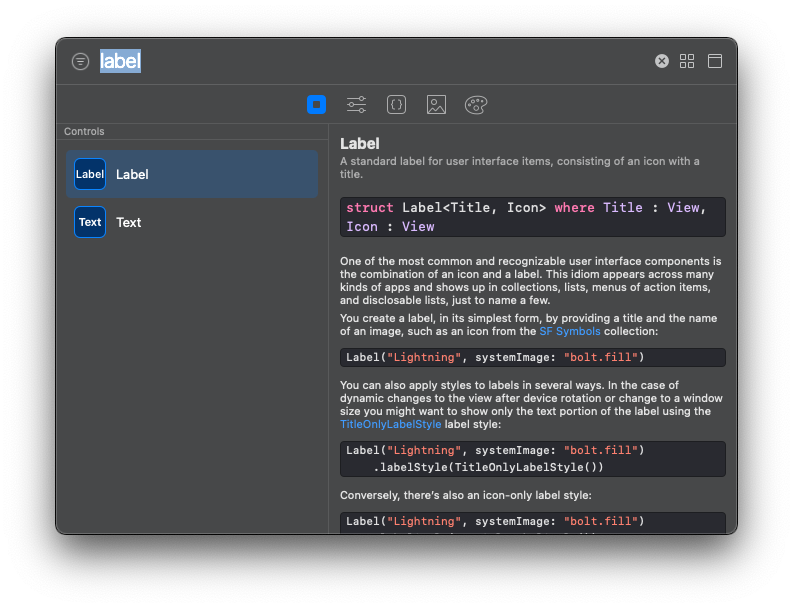 label
Controls
Label Label
Text Text
Label
A standard label for user interface items, consisting of an icon with a
title.
struct Label<Title, Icon> where Title : View,
Icon : View
One of the most common and recognizable user interface components is
the combination of an icon and a label. This idiom appears across many
kinds of apps and shows up in collections, lists, menus of action items,
and disclosable lists, just to name a few.
You create a label, in its simplest form, by providing a title and the name
of an image, such as an icon from the SF Symbols collection:
Label("Lightning", systemImage: "bolt.fill")
You can also apply styles to labels in several ways. In the case of
dynamic changes to the view after device rotation or change to a window
size you might want to show only the text portion of the label using the
TitleOnlyLabelStyle label style:
Label("Lightning", systemImage: "bolt.fill")
.labelStyle(TitleOnlyLabelStyle())
Conversely, there's also an icon-only label style:
Label("Lightning", systemImage: "bolt.fill")